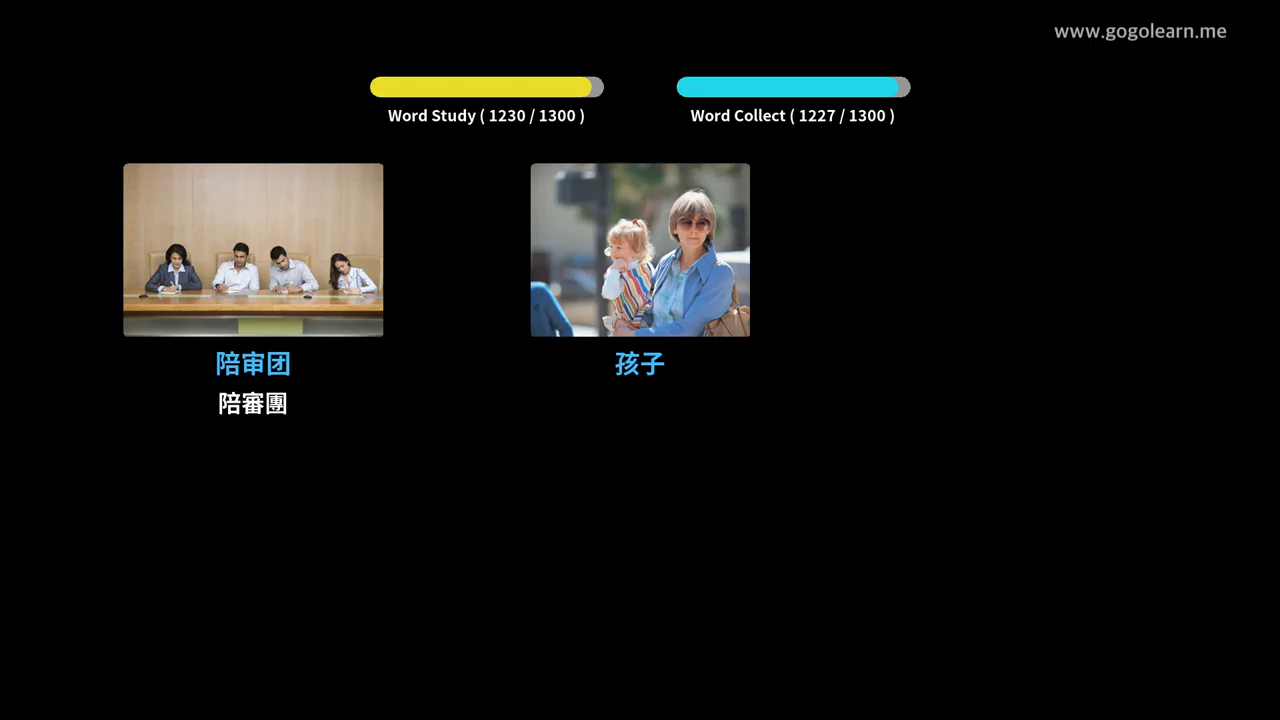 www.gogolearn.me
Word Study ( 1230 / 1300 )
Word Collect ( 1227 / 1300 )
陪审团
陪審團
孩子